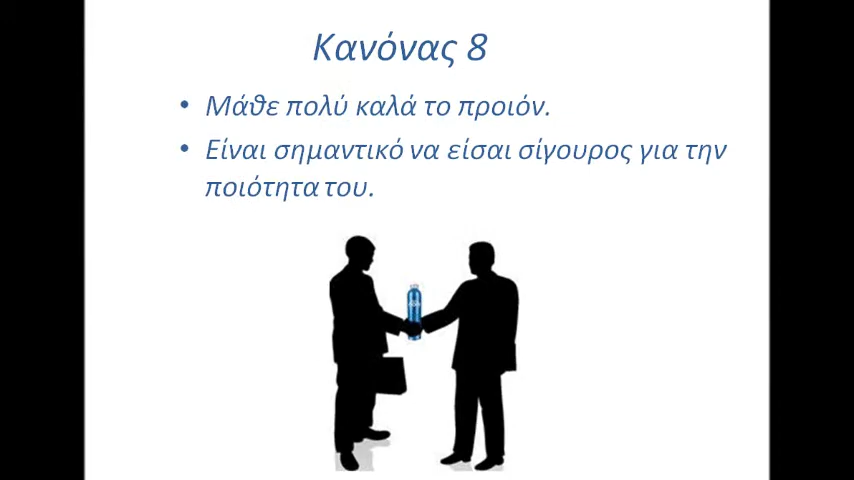 Κανόνας 8
• Μάθε πολύ καλά το προιόν.
• Είναι σημαντικό να είσαι σίγουρος για την
ποιότητα του.